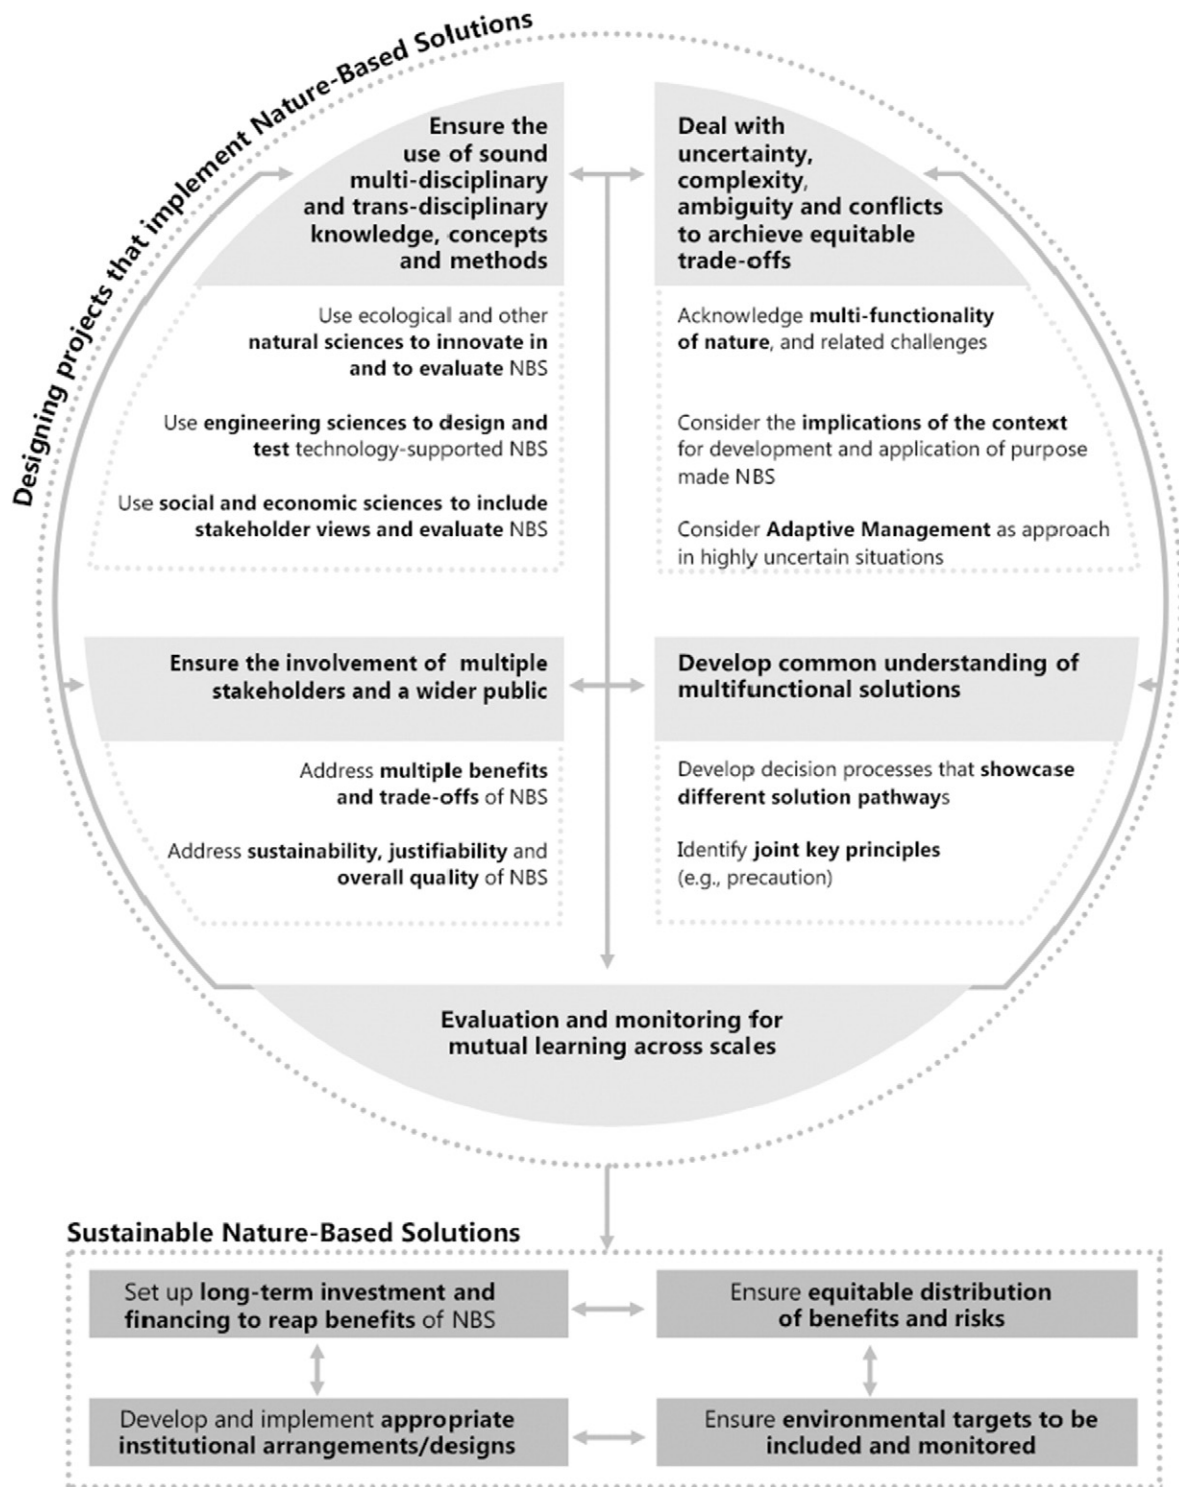 Designing projects that implement Nature-Based Solutions
Ensure the
use of sound
multi-disciplinary
and trans-disciplinary
knowledge, concepts
and methods
Use ecological and other
natural sciences to innovate in
and to evaluate NBS
Use engineering sciences to design and
test technology-supported NBS
Use social and economic sciences to include
stakeholder views and evaluate NBS
Deal with
uncertainty,
complexity,
ambiguity and conflicts
to archieve equitable
trade-offs
Acknowledge multi-functionality
of nature, and related challenges
Consider the implications of the context
for development and application of purpose
made NBS
Consider Adaptive Management as approach
in highly uncertain situations
Ensure the involvement of multiple
stakeholders and a wider public
Address multiple benefits
and trade-offs of NBS
Address sustainability, justifiability and
overall quality of NBS
Develop common understanding of
multifunctional solutions
Develop decision processes that showcase
different solution pathways
Identify joint key principles
(e.g., precaution)
Evaluation and monitoring for
mutual learning across scales
Sustainable Nature-Based Solutions
Set up long-term investment and
financing to reap benefits of NBS
Ensure equitable distribution
of benefits and risks
Develop and implement appropriate
institutional arrangements/designs
Ensure environmental targets to be
included and monitored